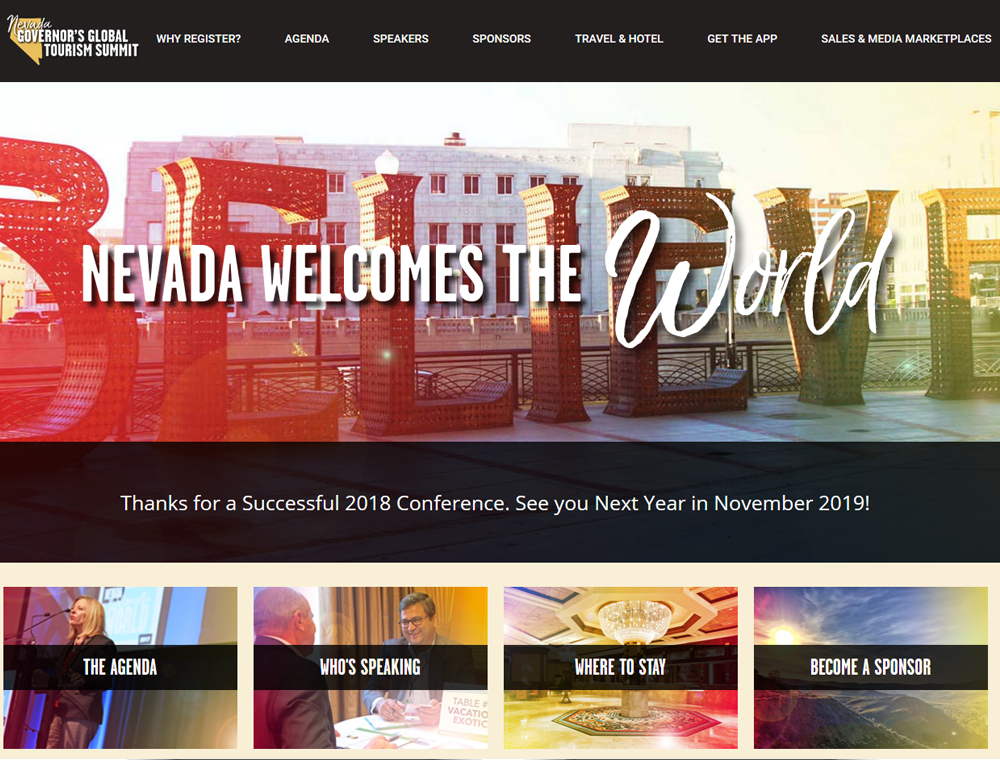 Nevada
GOVERNOR'S GLOBAL
TOURISM SUMMIT
WHY REGISTER?
AGENDA
SPEAKERS
SPONSORS
TRAVEL & HOTEL
GET THE APP
SALES & MEDIA MARKETPLACES
BELIEVE
NEVADA WELCOMES THE World
Thanks for a Successful 2018 Conference. See you Next Year in November 2019!
THE AGENDA
WHO'S SPEAKING
WHERE TO STAY
BECOME A SPONSOR
TABLE #
VACATIO
EXOTIC